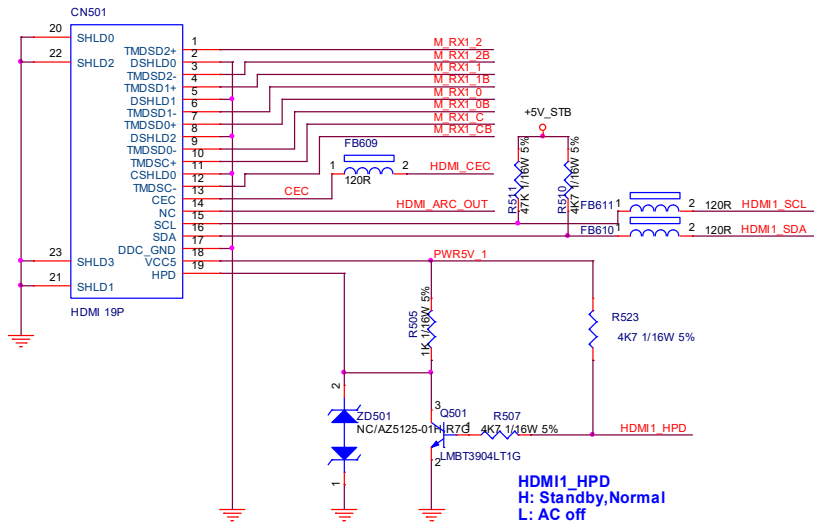 CN501
20
SHLD0
22
SHLD2
23
SHLD3
21
SHLD1
HDMI 19P
TMDSD2+
1
M_RX1_2
DSHLD0
2
M_RX1_2B
TMDSD2-
3
M_RX1_1
TMDSD1+
4
M_RX1_1B
DSHLD1
5
M_RX1_0
TMDSD1-
6
M_RX1_0B
TMDSD0+
7
M_RX1_C
DSHLD2
8
M_RX1_CB
TMDSD0-
9
TMDSC+
10
CSHLD0
11
TMDSC-
12
CEC
13
NC
14
SCL
15
SDA
16
DDC_GND
17
VCC5
18
HPD
19
CEC
FB609
1
2
120R
HDMI_CEC
HDMI_ARC_OUT
+5V_STB
R511
47K 1/16W 5%
R510
4K7 1/16W 5%
FB611
1
2
120R
HDMI1_SCL
FB610
1
2
120R
HDMI1_SDA
PWR5V_1
R505
1K 1/16W 5%
R523
4K7 1/16W 5%
2
ZD501
NC/AZ5125-01H.R7G
1
3
Q501
1
2
LMBT3904LT1G
R507
4K7 1/16W 5%
HDMI1_HPD
HDMI1_HPD
H: Standby,Normal
L: AC off